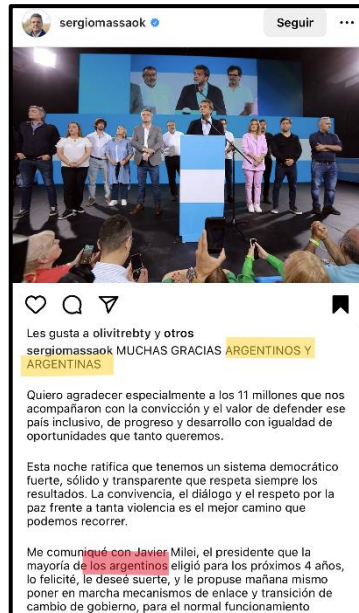 sergiomassaok
Seguir
Les gusta a olivitrebty y otros
sergiomassaok MUCHAS GRACIAS ARGENTINOS Y
ARGENTINAS
Quiero agradecer especialmente a los 11 millones que nos
acompañaron con la convicción y el valor de defender ese
país inclusivo, de progreso y desarrollo con igualdad de
oportunidades que tanto queremos.
Esta noche ratifica que tenemos un sistema democrático
fuerte, sólido y transparente que respeta siempre los
resultados. La convivencia, el diálogo y el respeto por la
paz frente a tanta violencia es el mejor camino que
podemos recorrer.
Me comuniqué con Javier Milei, el presidente que la
mayoría de los argentinos eligió para los próximos 4 años,
lo felicité, le deseé suerte, y le propuse mañana mismo
poner en marcha mecanismos de enlace y transición de
cambio de gobierno, para el normal funcionamiento